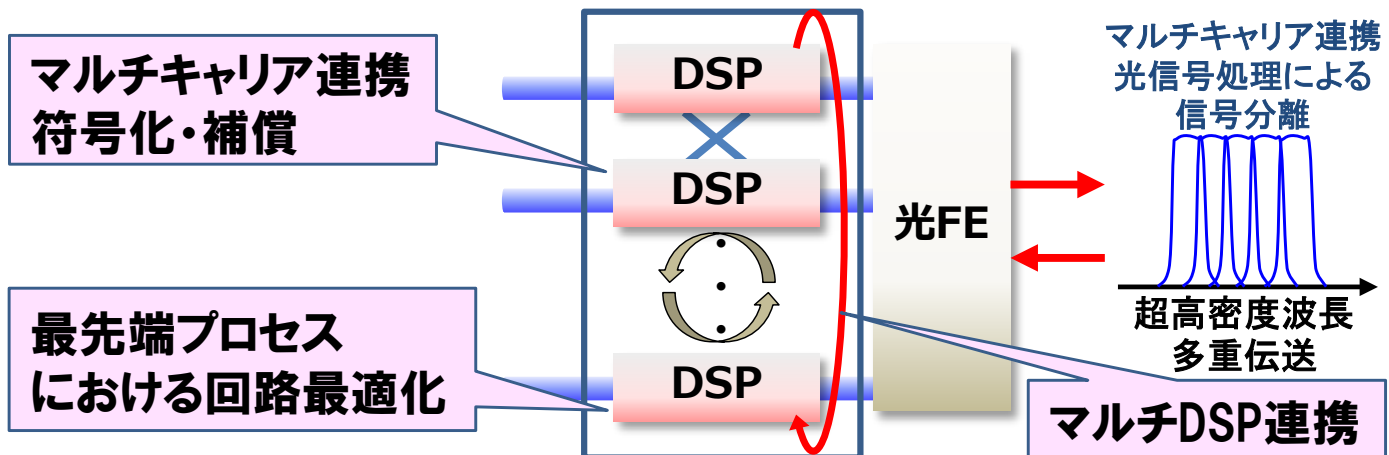 マルチキャリア連携
符号化・補償
最先端プロセス
における回路最適化
DSP
DSP
DSP
光FE
マルチキャリア連携
光信号処理による
信号分離
超高密度波長
多重伝送
マルチDSP連携